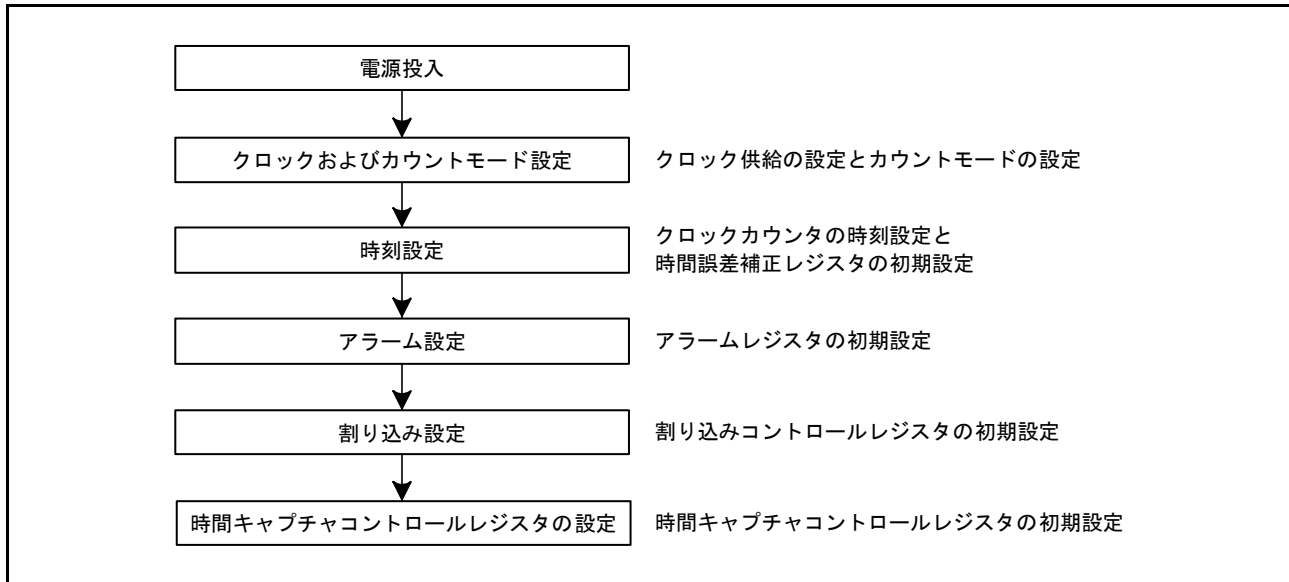 電源投入
クロックおよびカウントモード設定
クロック供給の設定とカウントモードの設定
時刻設定
クロックカウンタの時刻設定と
時間誤差補正レジスタの初期設定
アラーム設定
アラームレジスタの初期設定
割り込み設定
割り込みコントロールレジスタの初期設定
時間キャプチャコントロールレジスタの設定
時間キャプチャコントロールレジスタの初期設定